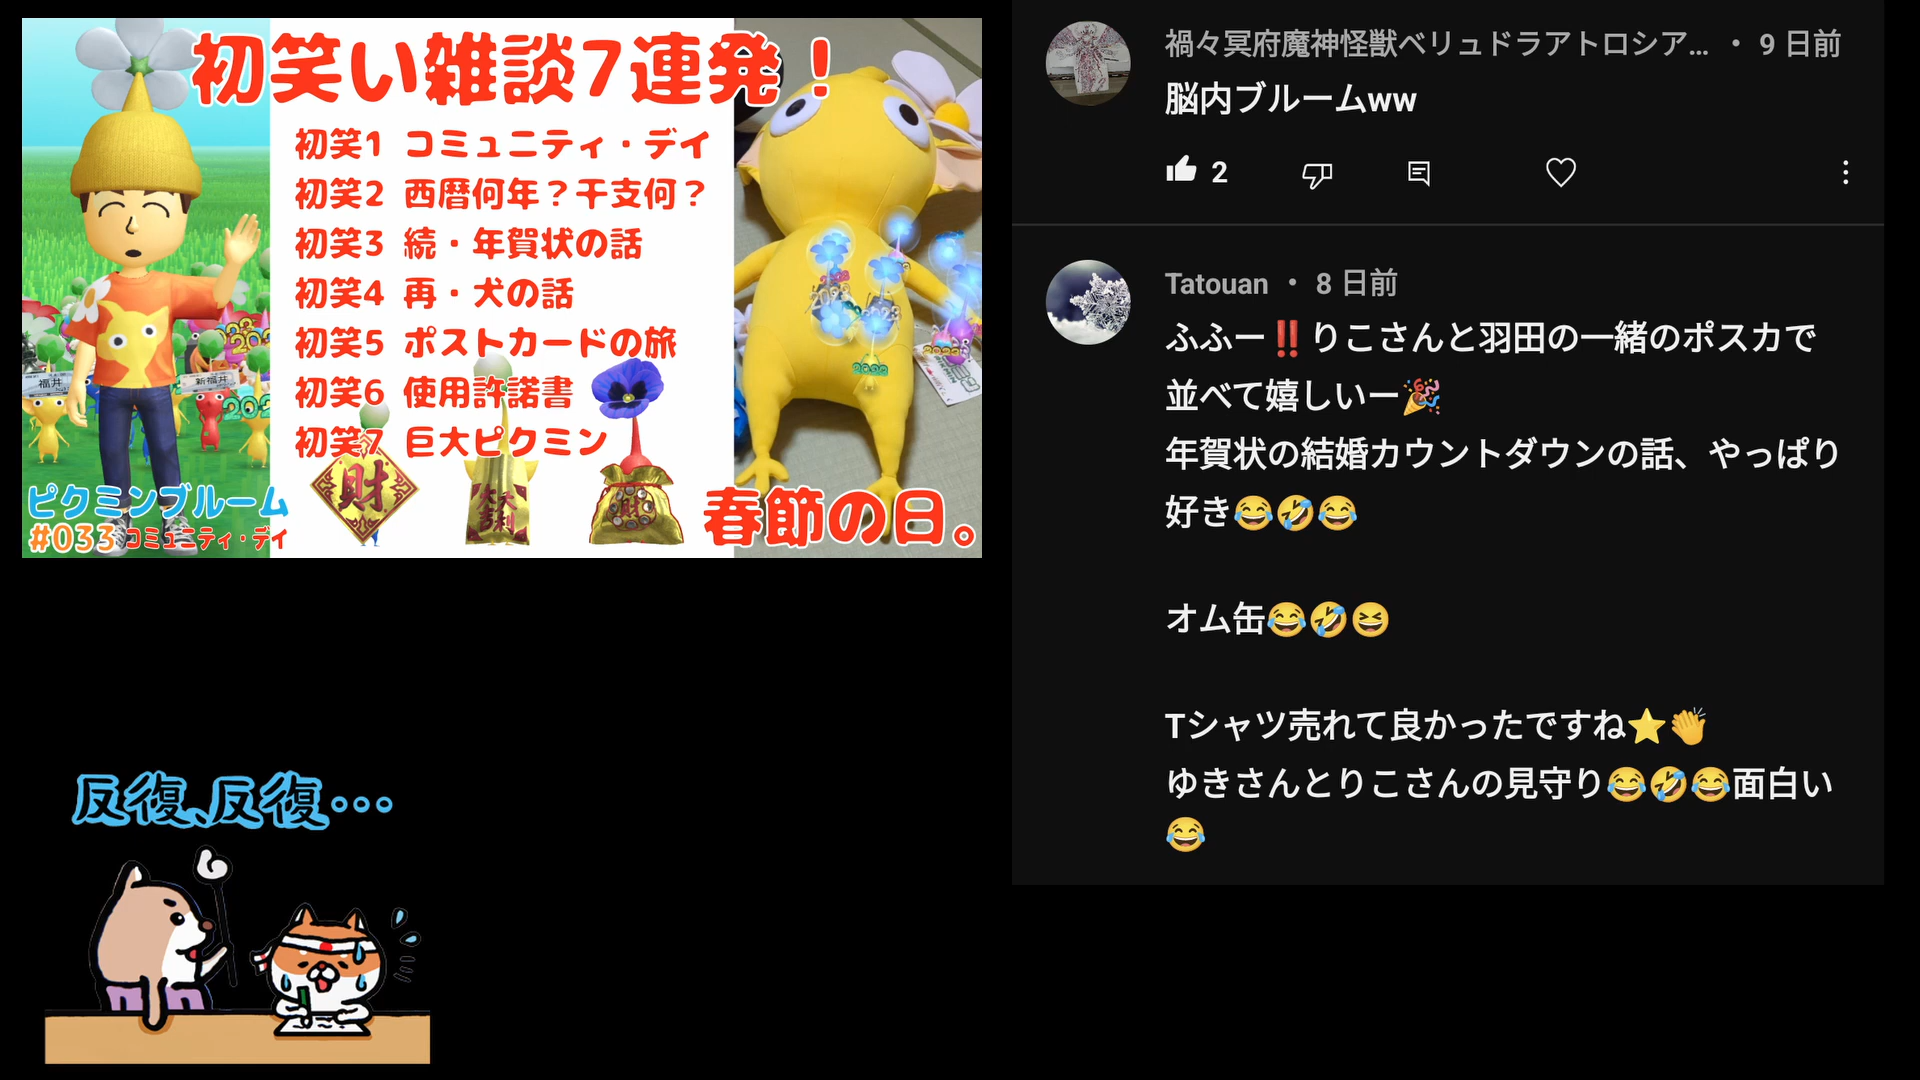 初笑い雑談7連発！
初笑1 コミュニティ・デイ
初笑2 西暦何年？干支何？
初笑3 続・年賀状の話
初笑4 再・犬の話
初笑5 ポストカードの旅
初笑6 使用許諾書
初笑7 巨大ピクミン
福井
新福井
財
財
ピクミンブルーム
#033 コミュニティ・デイ
春節の日。
反復、反復…
禍々冥府魔神怪獣ベリュドラアトロシア... ・ 9 日前
脳内ブルームww
2
Tatouan ・ 8 日前
ふふー‼️りこさんと羽田の一緒のポスカで
並べて嬉しいー🎉
年賀状の結婚カウントダウンの話、やっぱり
好き😂🤣😂
オム缶😂🤣😆
Tシャツ売れて良かったですね⭐👏
ゆきさんとりこさんの見守り😂🤣😂面白い
😂